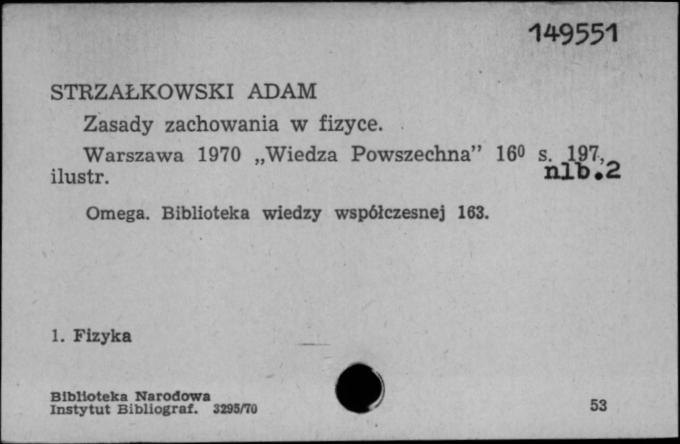 149551
STRZAŁKOWSKI ADAM
Zasady zachowania w fizyce.
Warszawa 1970 „Wiedza Powszechna” 16⁰ s. 197,
ilustr. nlb.2
Omega. Biblioteka wiedzy współczesnej 163.
1. Fizyka
Biblioteka Narodowa
Instytut Bibliograf. 3295/70 53